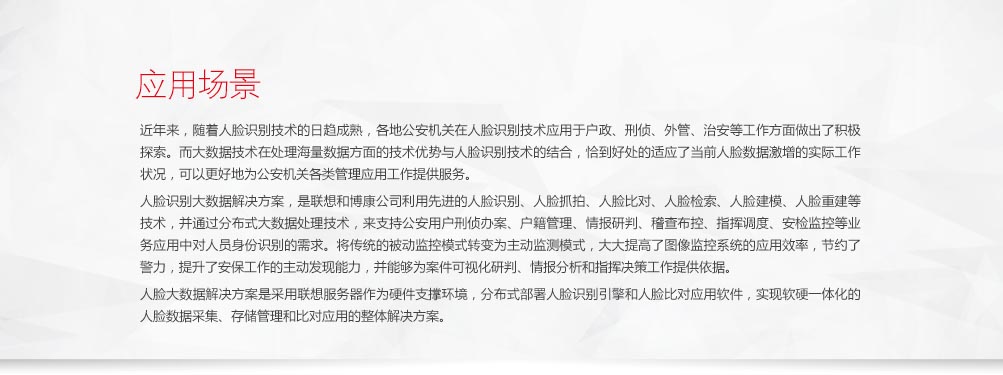 应用场景
近年来，随着人脸识别技术的日趋成熟，各地公安机关在人脸识别技术应用于户政、刑侦、外管、治安等工作方面做出了积极
探索。而大数据技术在处理海量数据方面的技术优势与人脸识别技术的结合，恰到好处的适应了当前人脸数据激增的实际工作
状况，可以更好地为公安机关各类管理应用工作提供服务。
人脸识别大数据解决方案，是联想和博康公司利用先进的人脸识别、人脸抓拍、人脸比对、人脸检索、人脸建模、人脸重建等
技术，并通过分布式大数据处理技术，来支持公安用户刑侦办案、户籍管理、情报研判、稽查布控、指挥调度、安检监控等业
务应用中对人员身份识别的需求。将传统的被动监控模式转变为主动监测模式，大大提高了图像监控系统的应用效率，节约了
警力，提升了安保工作的主动发现能力，并能够为案件可视化研判、情报分析和指挥决策工作提供依据。
人脸大数据解决方案是采用联想服务器作为硬件支撑环境，分布式部署人脸识别引擎和人脸比对应用软件，实现软硬一体化的
人脸数据采集、存储管理和比对应用的整体解决方案。